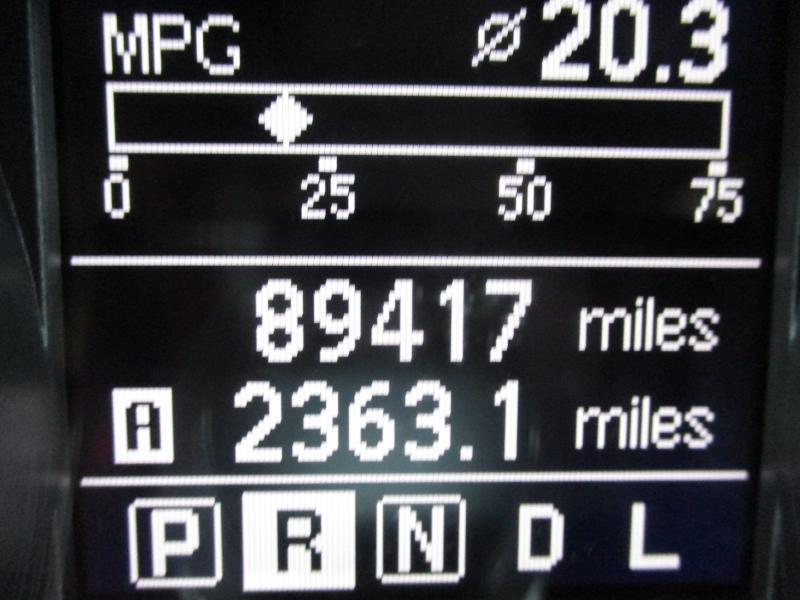 MPG ⌀20.3
0 25 50 75
89417 miles
A 2363.1 miles
P R N D L